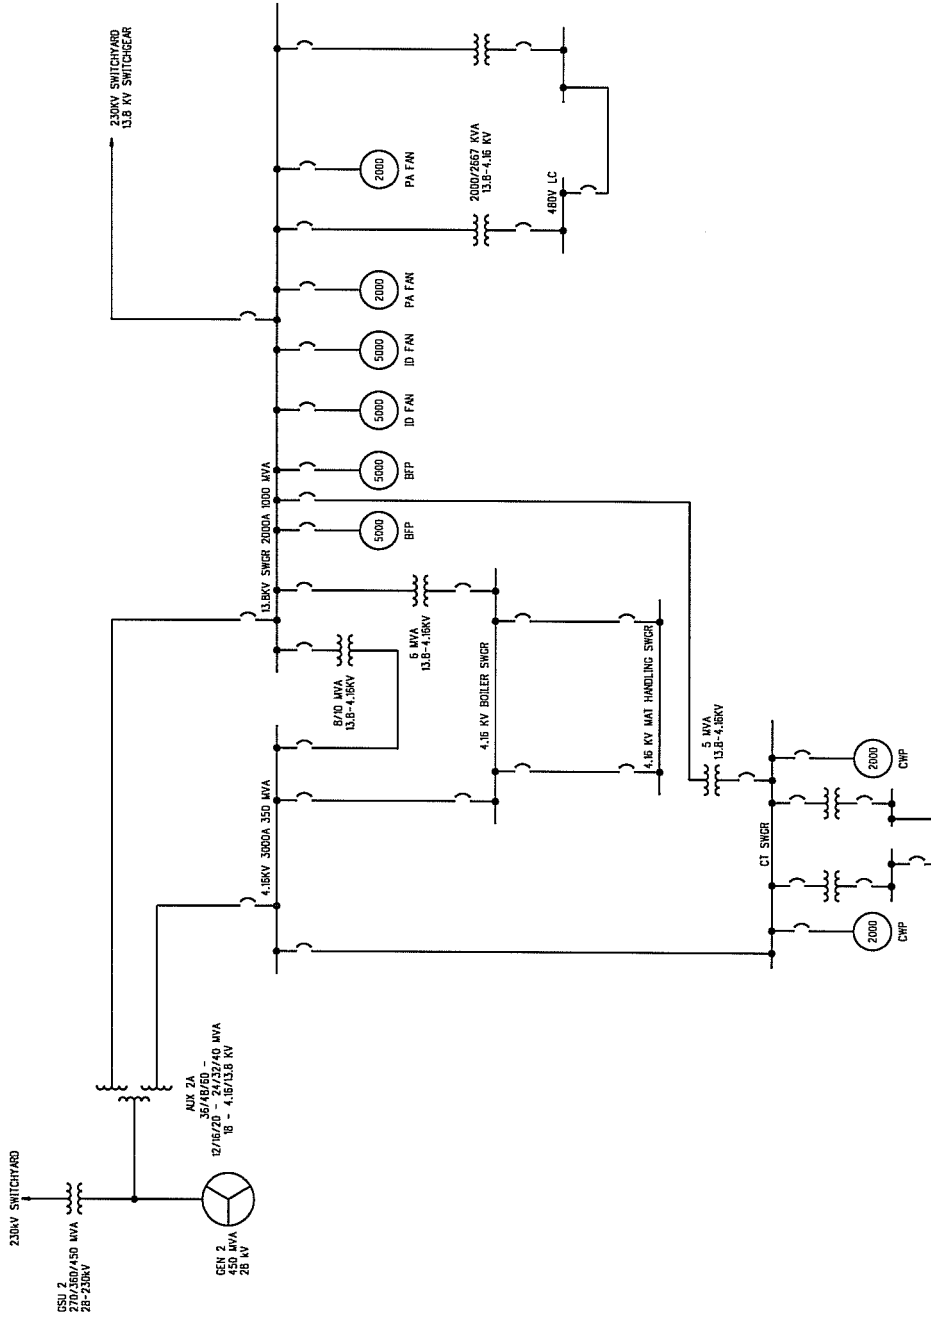 230KV SWITCHYARD
13.8 KV SWITCHGEAR
2000
PA FAN
2000/2667 KVA
13.8-4.16 KV
480V LC
2000
PA FAN
5000
ID FAN
5000
ID FAN
5000
BFP
5000
BFP
13.8KV SWGR 2000A 1000 MVA
8/10 MVA
13.8-4.16KV
4.16KV 3000A 350 MVA
4.16 KV BOILER SWGR
4.16 KV MAT HANDLING SWGR
5 MVA
13.8-4.16KV
CT SWGR
2000
CWP
2000
CWP
AUX 2A
36/48/60 -
12/16/20 - 24/32/40 MVA
18 - 4.16/13.8 KV
230kV SWITCHYARD
GSU 2
270/360/450 MVA
28-230kV
GEN 2
450 MVA
28 kV
13.8-4.16KV